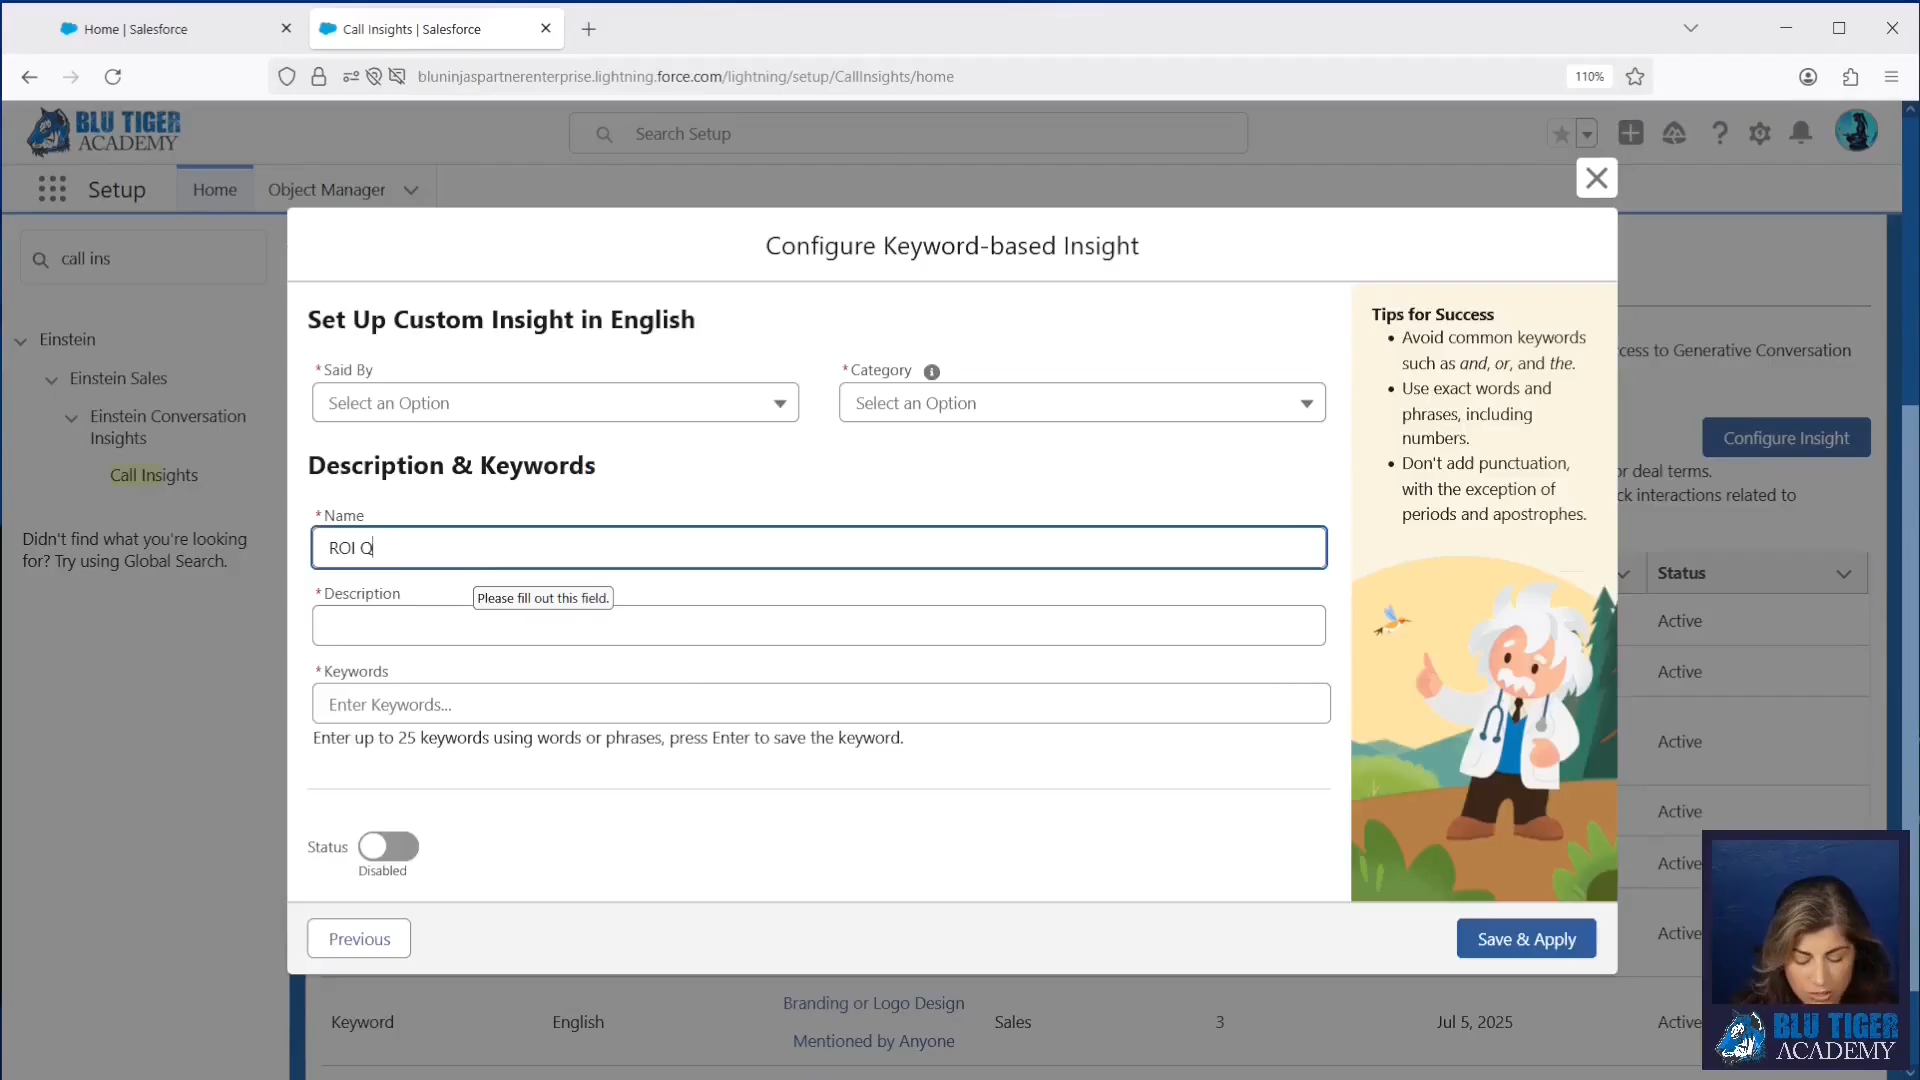 Home | Salesforce
Call Insights | Salesforce
bluninjaspartnerenterprise.lightning.force.com/lightning/setup/CallInsights/home
110%
BLU TIGER
ACADEMY
Search Setup
Setup
Home
Object Manager
call ins
Einstein
Einstein Sales
Einstein Conversation
Insights
Call Insights
Didn't find what you're looking
for? Try using Global Search.
Configure Keyword-based Insight
Set Up Custom Insight in English
*Said By
Select an Option
*Category
Select an Option
Description & Keywords
*Name
ROI Q
*Description
Please fill out this field.
*Keywords
Enter Keywords...
Enter up to 25 keywords using words or phrases, press Enter to save the keyword.
Status
Disabled
Previous
Save & Apply
Tips for Success
• Avoid common keywords
such as and, or, and the.
• Use exact words and
phrases, including
numbers.
• Don't add punctuation,
with the exception of
periods and apostrophes.
to Generative Conversation
Configure Insight
or deal terms.
interactions related to
Status
Active
Active
Active
Active
Active
Active
Keyword
English
Branding or Logo Design
Mentioned by Anyone
Sales
3
Jul 5, 2025
Active
BLU TIGER
ACADEMY